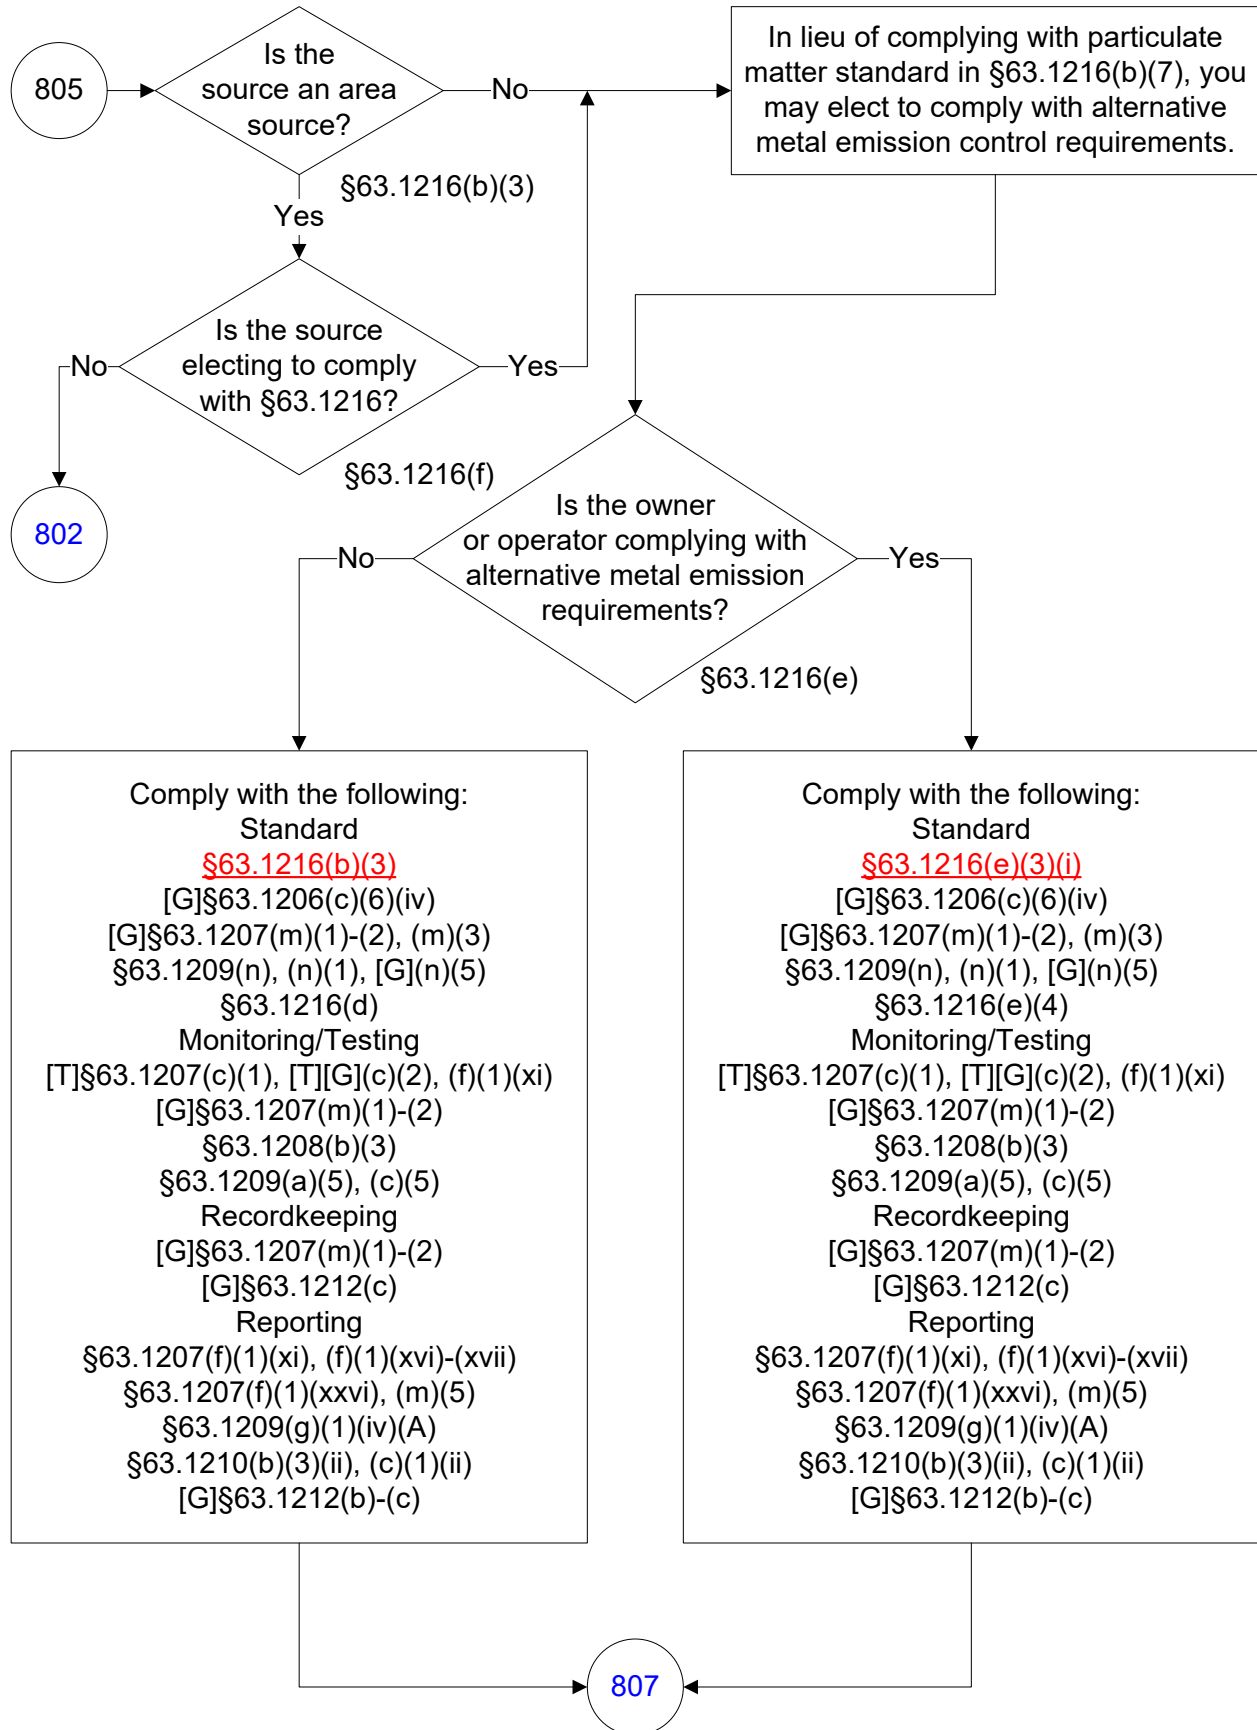 805
Is the
source an area
source?
No
In lieu of complying with particulate
matter standard in §63.1216(b)(7), you
may elect to comply with alternative
metal emission control requirements.
§63.1216(b)(3)
Yes
Is the source
electing to comply
with §63.1216?
No
Yes
§63.1216(f)
802
Is the owner
or operator complying with
alternative metal emission
requirements?
No
Yes
§63.1216(e)
Comply with the following:
Standard
§63.1216(b)(3)
[G]§63.1206(c)(6)(iv)
[G]§63.1207(m)(1)-(2), (m)(3)
§63.1209(n), (n)(1), [G](n)(5)
§63.1216(d)
Monitoring/Testing
[T]§63.1207(c)(1), [T][G](c)(2), (f)(1)(xi)
[G]§63.1207(m)(1)-(2)
§63.1208(b)(3)
§63.1209(a)(5), (c)(5)
Recordkeeping
[G]§63.1207(m)(1)-(2)
[G]§63.1212(c)
Reporting
§63.1207(f)(1)(xi), (f)(1)(xvi)-(xvii)
§63.1207(f)(1)(xxvi), (m)(5)
§63.1209(g)(1)(iv)(A)
§63.1210(b)(3)(ii), (c)(1)(ii)
[G]§63.1212(b)-(c)
Comply with the following:
Standard
§63.1216(e)(3)(i)
[G]§63.1206(c)(6)(iv)
[G]§63.1207(m)(1)-(2), (m)(3)
§63.1209(n), (n)(1), [G](n)(5)
§63.1216(e)(4)
Monitoring/Testing
[T]§63.1207(c)(1), [T][G](c)(2), (f)(1)(xi)
[G]§63.1207(m)(1)-(2)
§63.1208(b)(3)
§63.1209(a)(5), (c)(5)
Recordkeeping
[G]§63.1207(m)(1)-(2)
[G]§63.1212(c)
Reporting
§63.1207(f)(1)(xi), (f)(1)(xvi)-(xvii)
§63.1207(f)(1)(xxvi), (m)(5)
§63.1209(g)(1)(iv)(A)
§63.1210(b)(3)(ii), (c)(1)(ii)
[G]§63.1212(b)-(c)
807